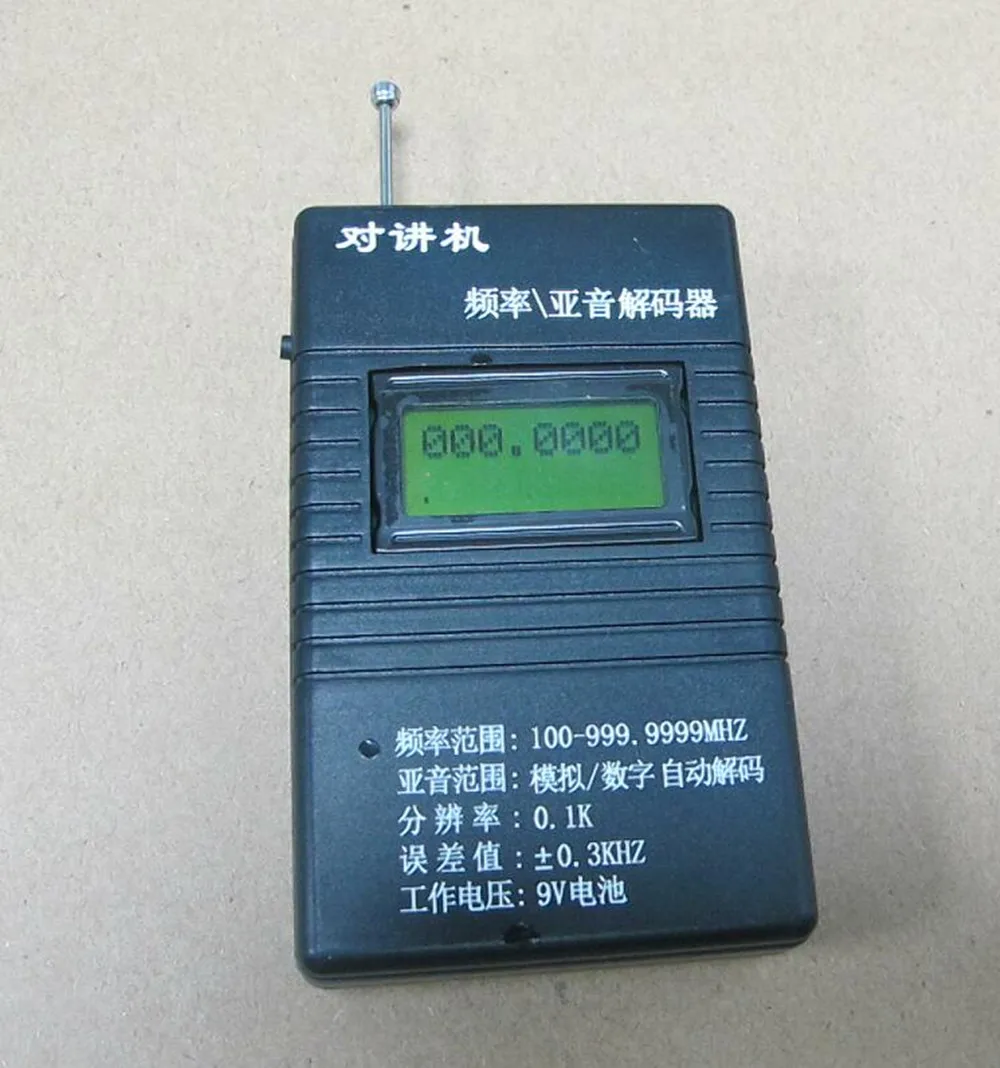 对讲机
频率\亚音解码器
000.0000
频率范围: 100-999.9999MHZ
亚音范围: 模拟/数字 自动解码
分辨率: 0.1K
误差值: ±0.3KHZ
工作电压: 9V电池